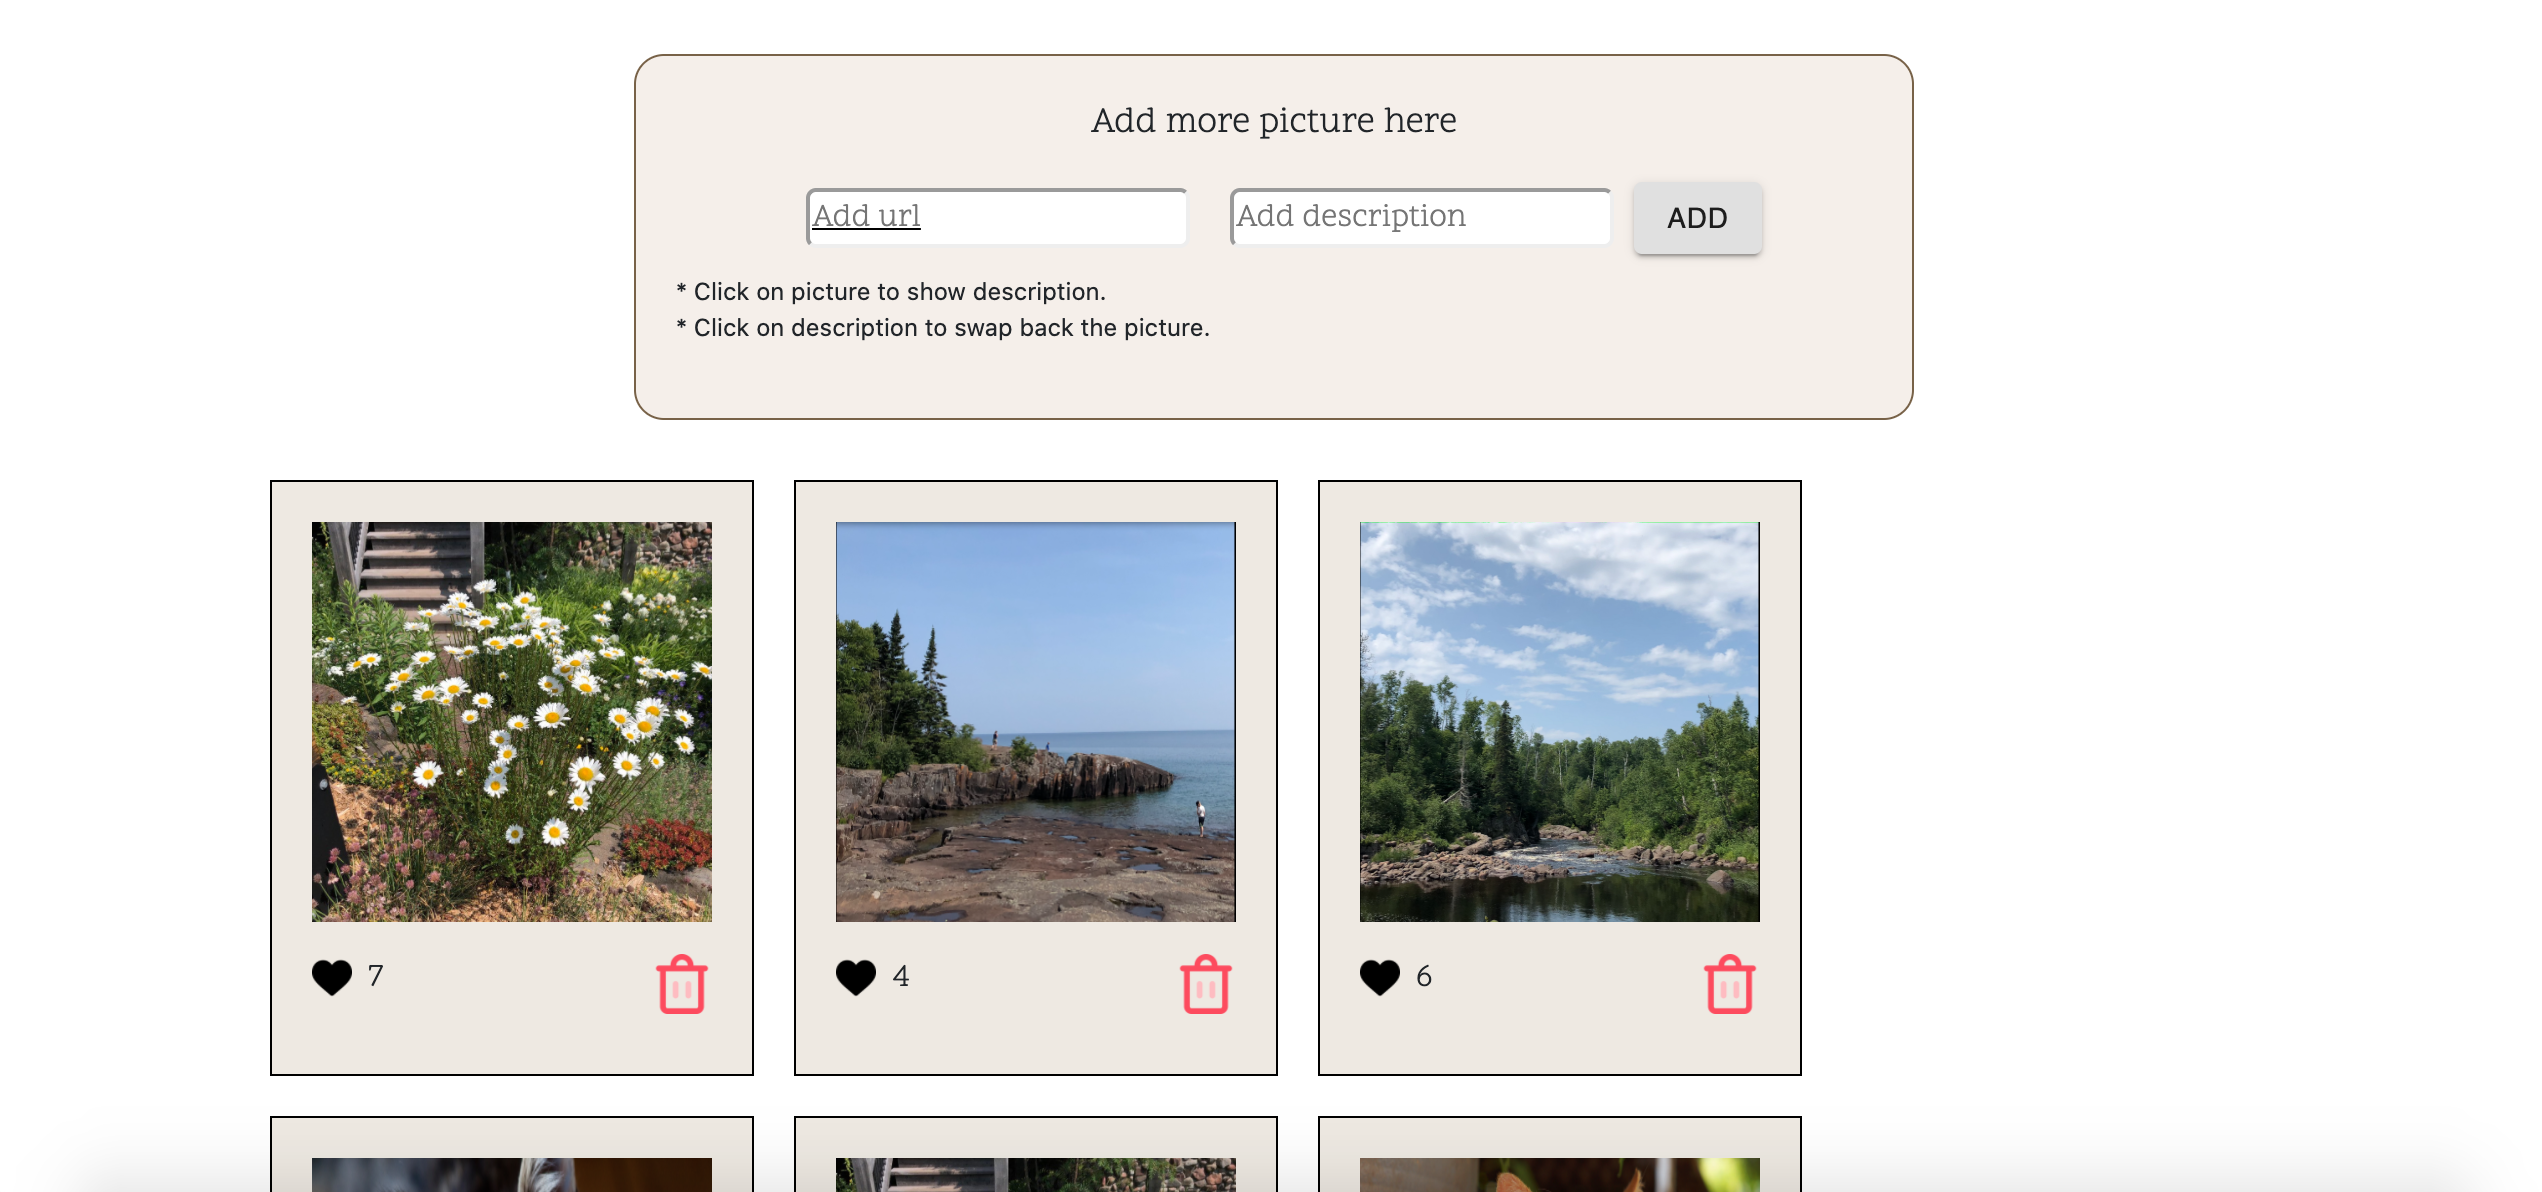 Add more picture here
Add url Add description ADD
* Click on picture to show description.
* Click on description to swap back the picture.
7 4 6